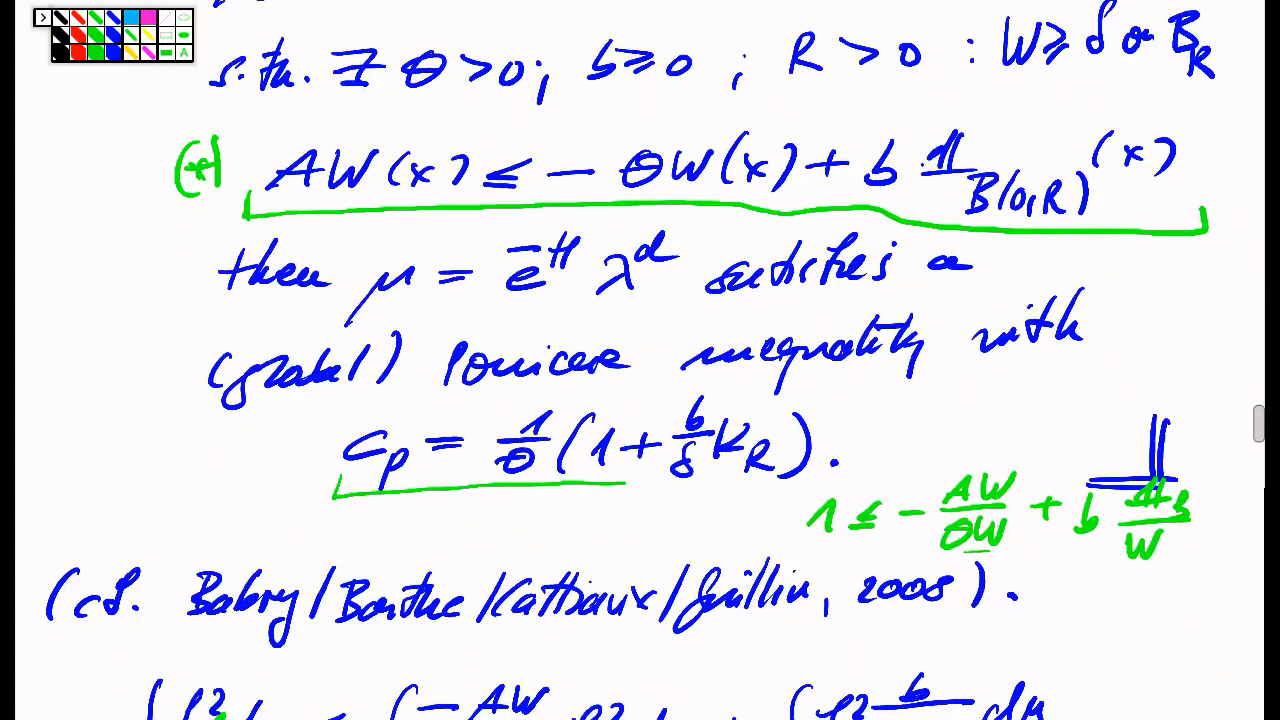 s.th. ∃ θ>0; b≥0; R>0 : W≥δ on B_R
(*) AW(x) ≤ - θW(x) + b 𝟙_{B(0,R)}(x)
then μ = e^{-H} λ^d satisfies a
(global) Poincaré inequality with
C_P = 1/θ (1 + b/δ κ_R).
1 ≤ - AW/θW + b 𝟙_B/W
(cf. Bakry/Barthe/Cattiaux/Guillin, 2008).